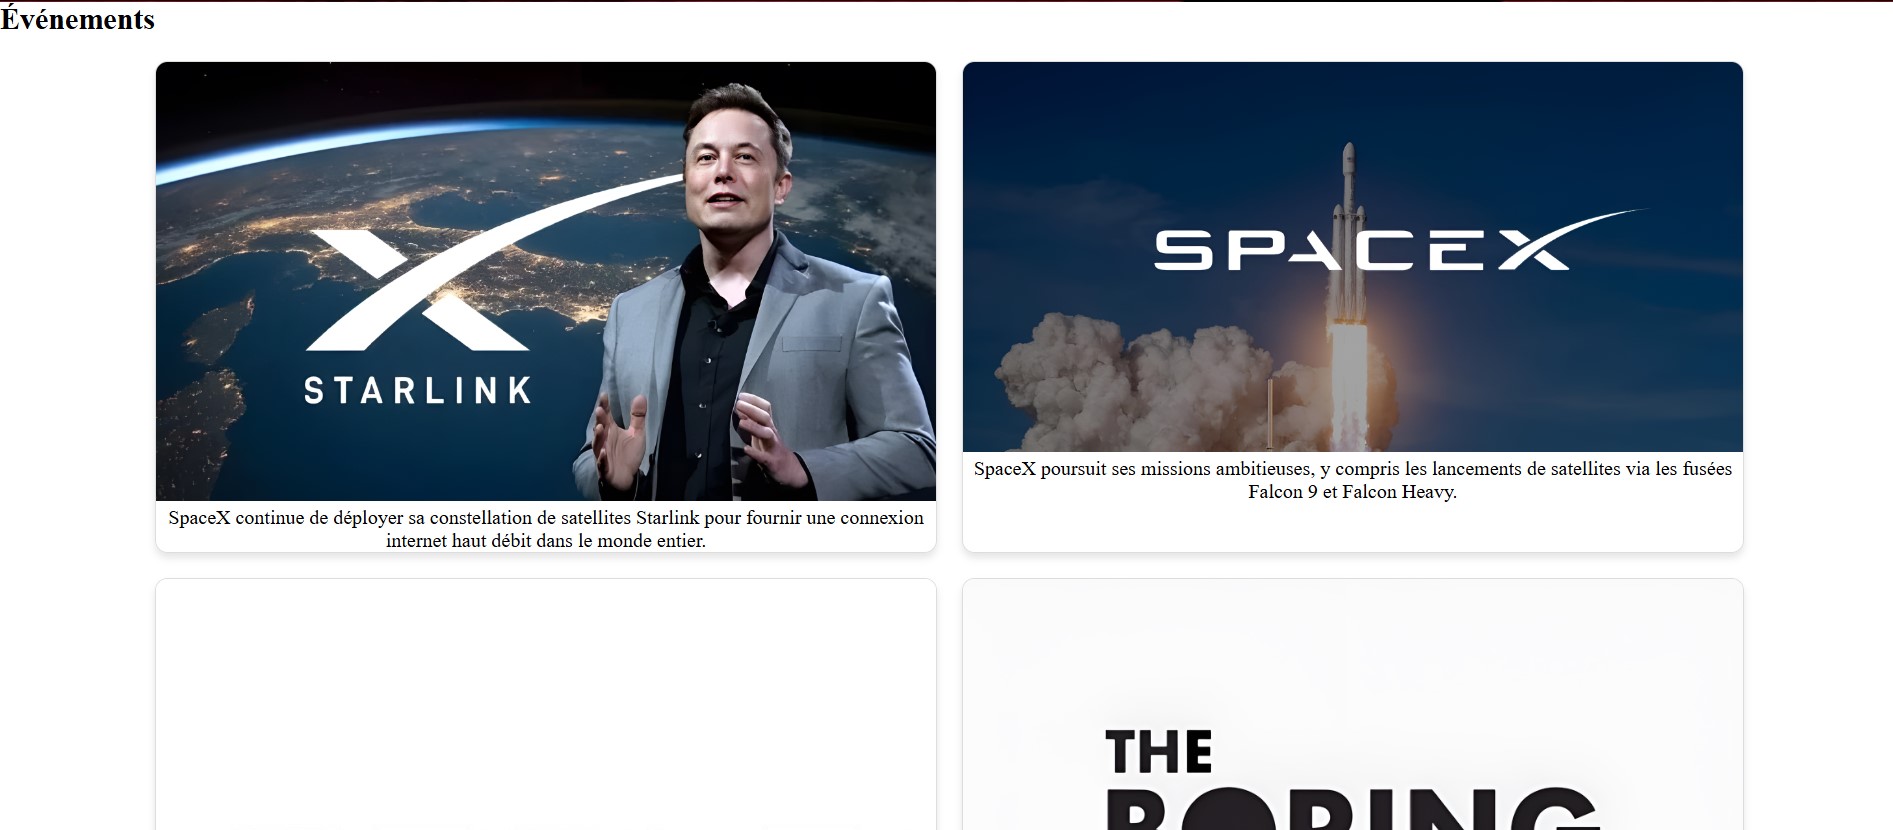 Événements
STARLINK
SpaceX continue de déployer sa constellation de satellites Starlink pour fournir une connexion
internet haut débit dans le monde entier.
SPACEX
SpaceX poursuit ses missions ambitieuses, y compris les lancements de satellites via les fusées
Falcon 9 et Falcon Heavy.
THE
BORING